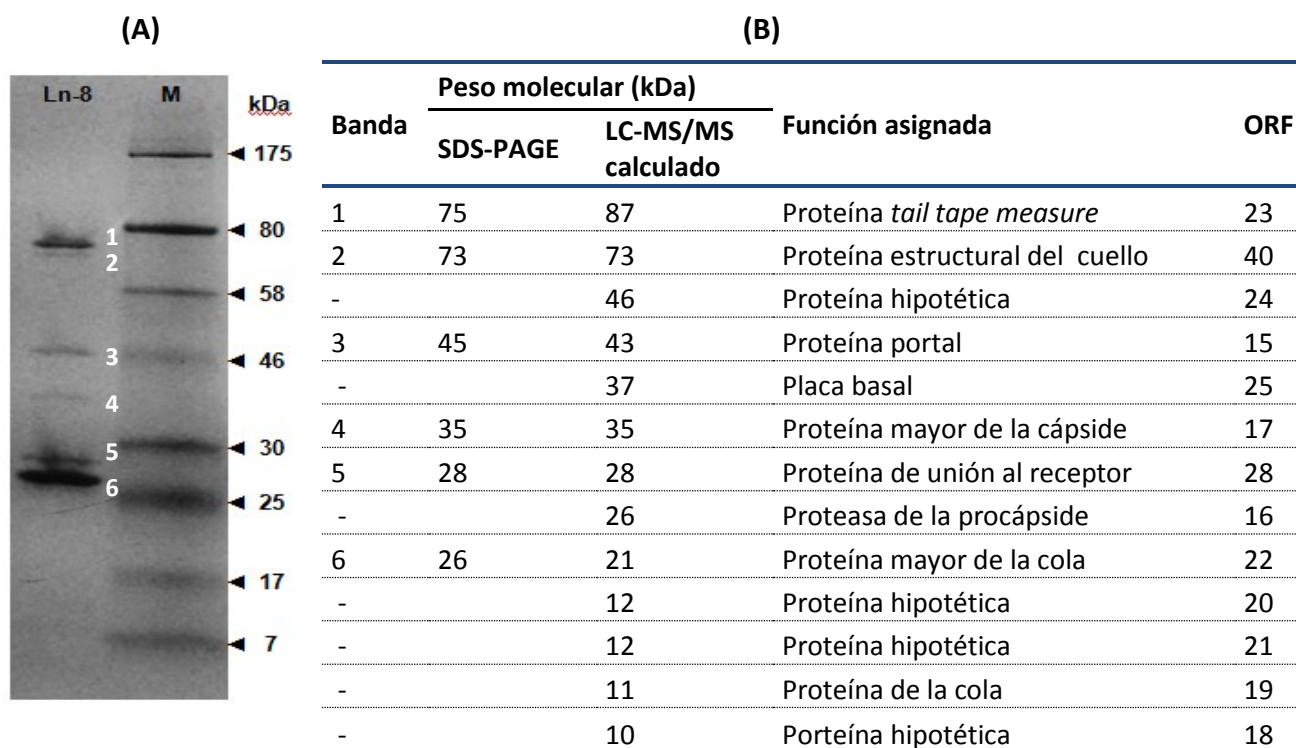 (A)
Ln-8 M kDa
175
80
58
46
30
25
17
7
1
2
3
4
5
6
(B)
Banda Peso molecular (kDa) Función asignada ORF
SDS-PAGE LC-MS/MS calculado
1 75 87 Proteína tail tape measure 23
2 73 73 Proteína estructural del cuello 40
- 46 Proteína hipotética 24
3 45 43 Proteína portal 15
- 37 Placa basal 25
4 35 35 Proteína mayor de la cápside 17
5 28 28 Proteína de unión al receptor 28
- 26 Proteasa de la procápside 16
6 26 21 Proteína mayor de la cola 22
- 12 Proteína hipotética 20
- 12 Proteína hipotética 21
- 11 Proteína de la cola 19
- 10 Porteína hipotética 18